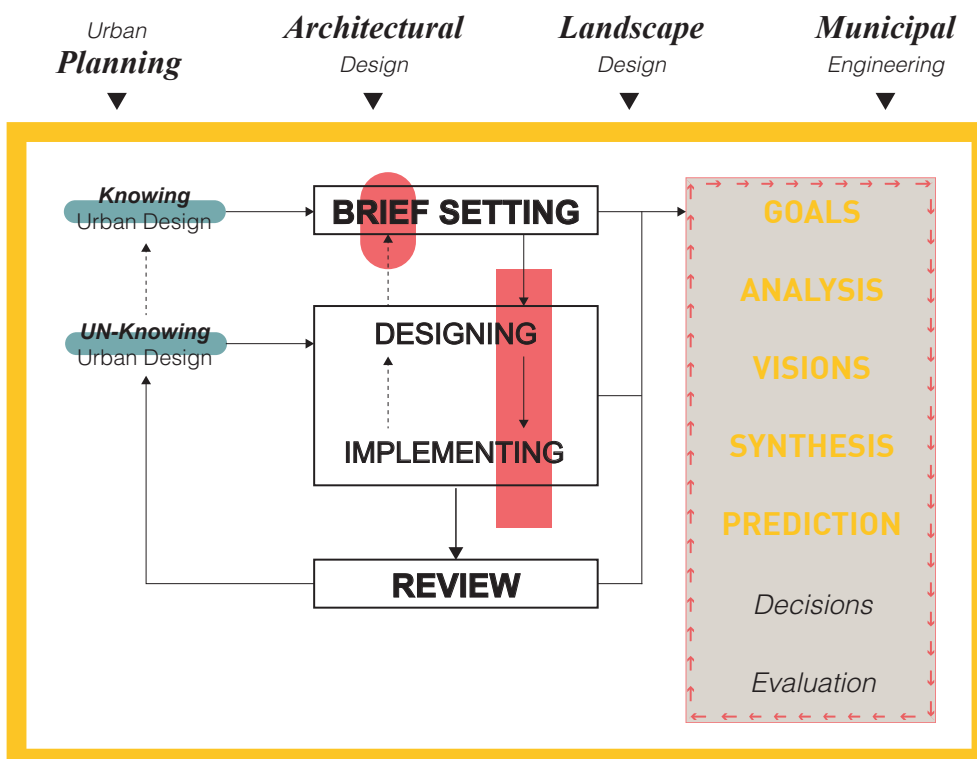 Urban
Planning
Architectural
Design
Landscape
Design
Municipal
Engineering
Knowing
Urban Design
BRIEF SETTING
UN-Knowing
Urban Design
DESIGNING
IMPLEMENTING
REVIEW
GOALS
ANALYSIS
VISIONS
SYNTHESIS
PREDICTION
Decisions
Evaluation